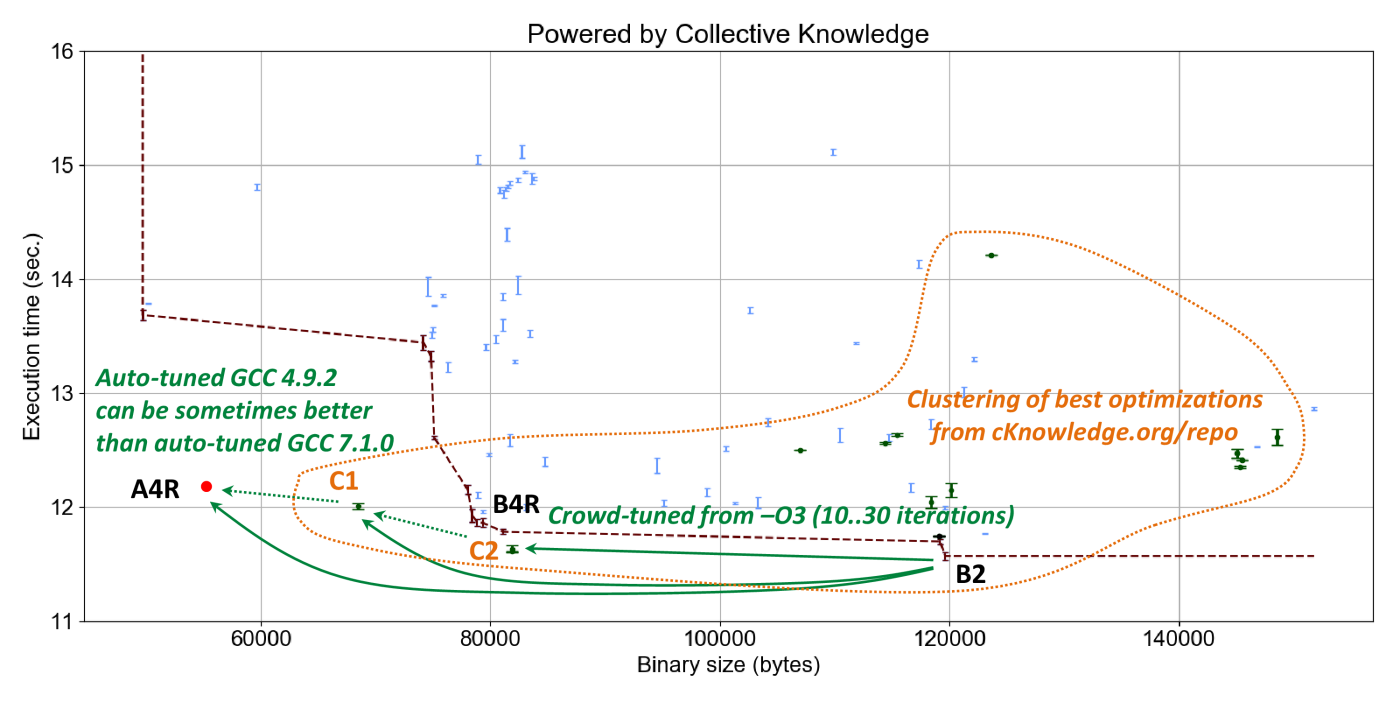 Powered by Collective Knowledge
16
15
14
13
12
11
Execution time (sec.)
Auto-tuned GCC 4.9.2
can be sometimes better
than auto-tuned GCC 7.1.0
Clustering of best optimizations
from cKnowledge.org/repo
A4R
C1
B4R
Crowd-tuned from –O3 (10..30 iterations)
C2
B2
60000
80000
100000
120000
140000
Binary size (bytes)